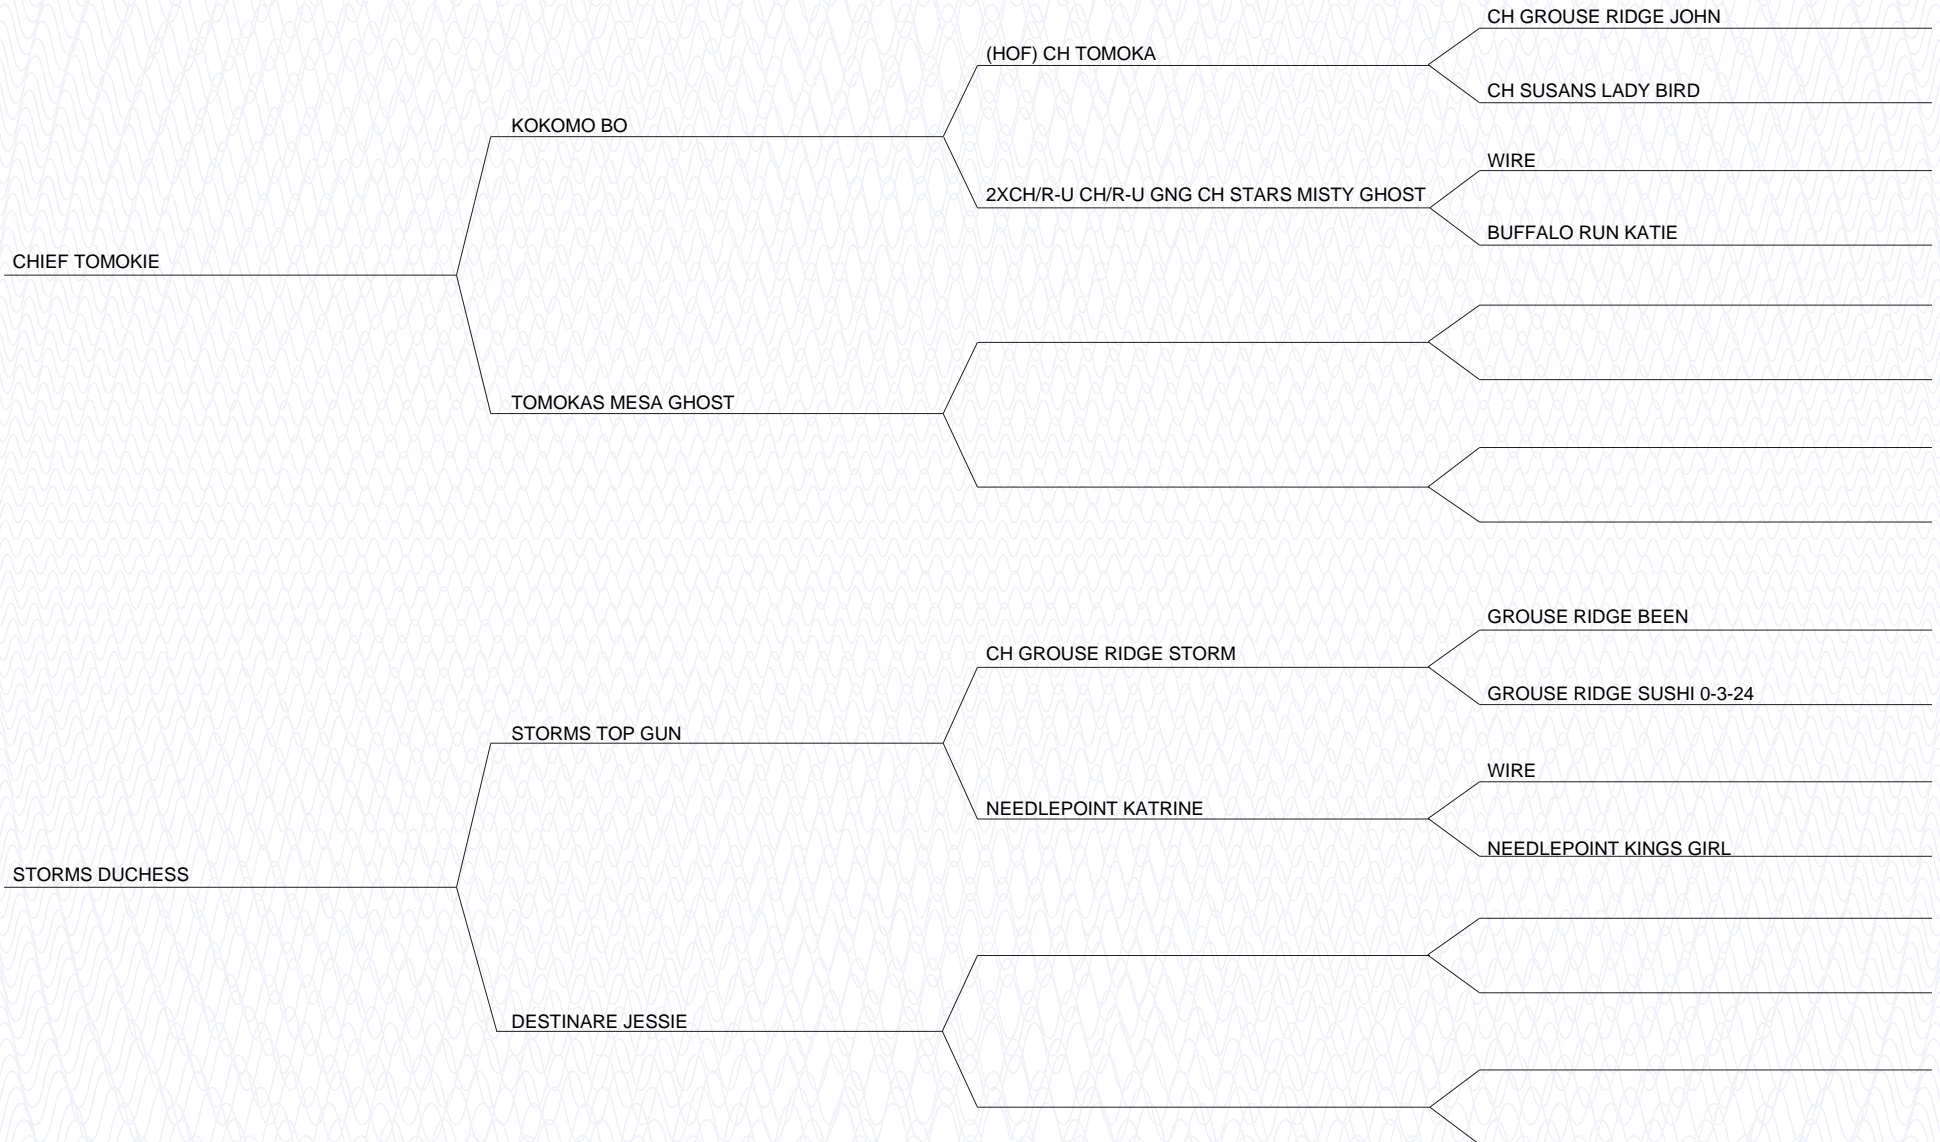 CH GROUSE RIDGE JOHN
(HOF) CH TOMOKA
CH SUSANS LADY BIRD
KOKOMO BO
WIRE
2XCH/R-U CH/R-U GNG CH STARS MISTY GHOST
BUFFALO RUN KATIE
CHIEF TOMOKIE
TOMOKAS MESA GHOST
GROUSE RIDGE BEEN
CH GROUSE RIDGE STORM
GROUSE RIDGE SUSHI 0-3-24
STORMS TOP GUN
WIRE
NEEDLEPOINT KATRINE
NEEDLEPOINT KINGS GIRL
STORMS DUCHESS
DESTINARE JESSIE